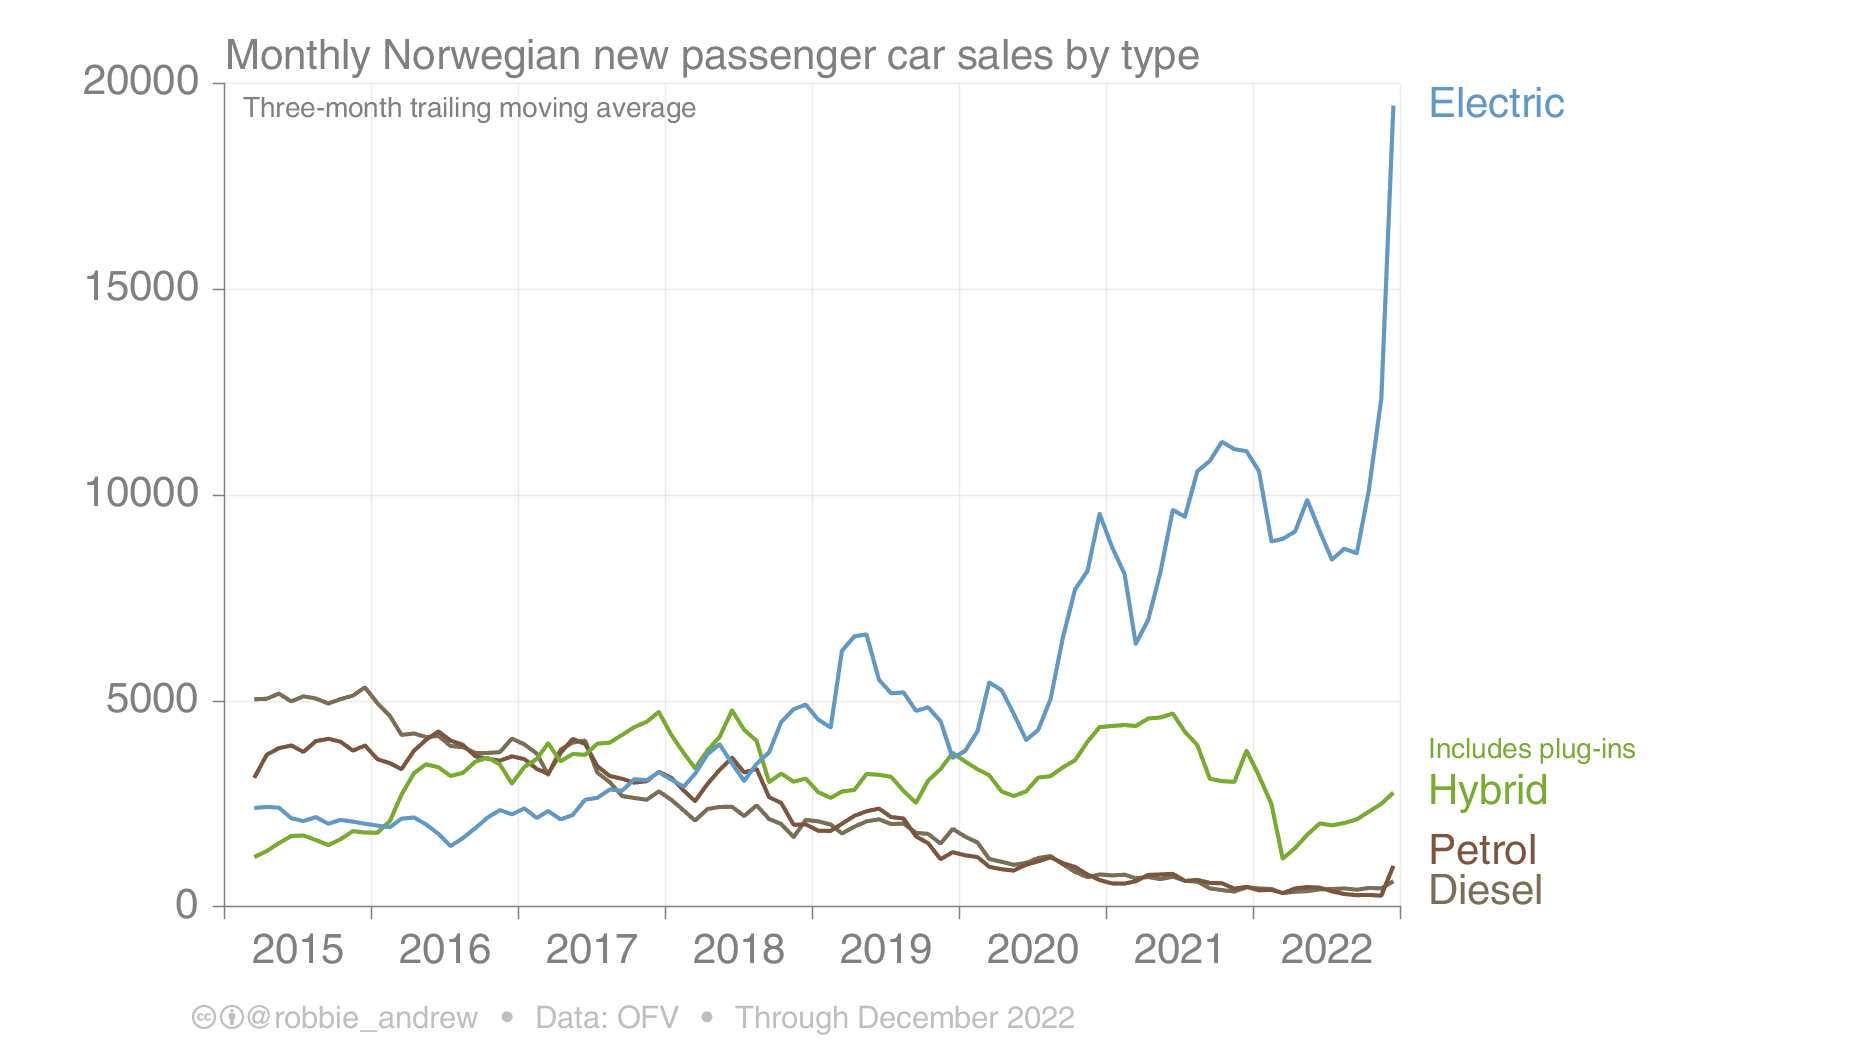 Monthly Norwegian new passenger car sales by type
20000
Three-month trailing moving average
Electric
15000
10000
5000
Includes plug-ins
Hybrid
Petrol
Diesel
0
2015 2016 2017 2018 2019 2020 2021 2022
cc @robbie_andrew • Data: OFV • Through December 2022